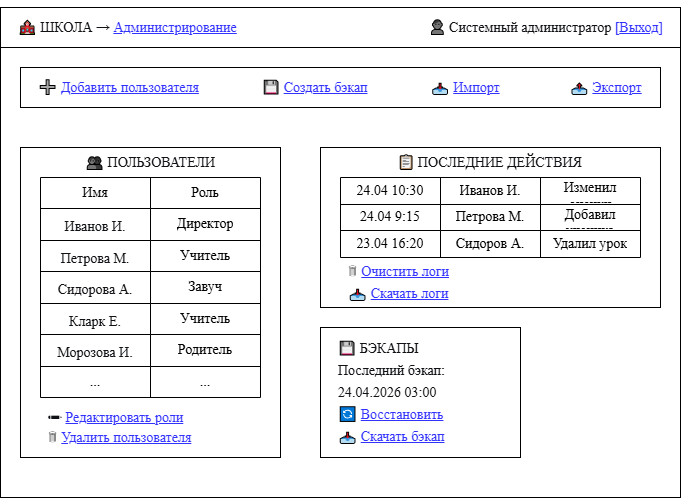 ШКОЛА → Администрирование
Системный администратор [Выход]
Добавить пользователя
Создать бэкап
Импорт
Экспорт
ПОЛЬЗОВАТЕЛИ
Имя Роль
Иванов И. Директор
Петрова М. Учитель
Сидорова А. Завуч
Кларк Е. Учитель
Морозова И. Родитель
... ...
Редактировать роли
Удалить пользователя
ПОСЛЕДНИЕ ДЕЙСТВИЯ
24.04 10:30 Иванов И. Изменил
24.04 9:15 Петрова М. Добавил
23.04 16:20 Сидоров А. Удалил урок
Очистить логи
Скачать логи
БЭКАПЫ
Последний бэкап:
24.04.2026 03:00
Восстановить
Скачать бэкап